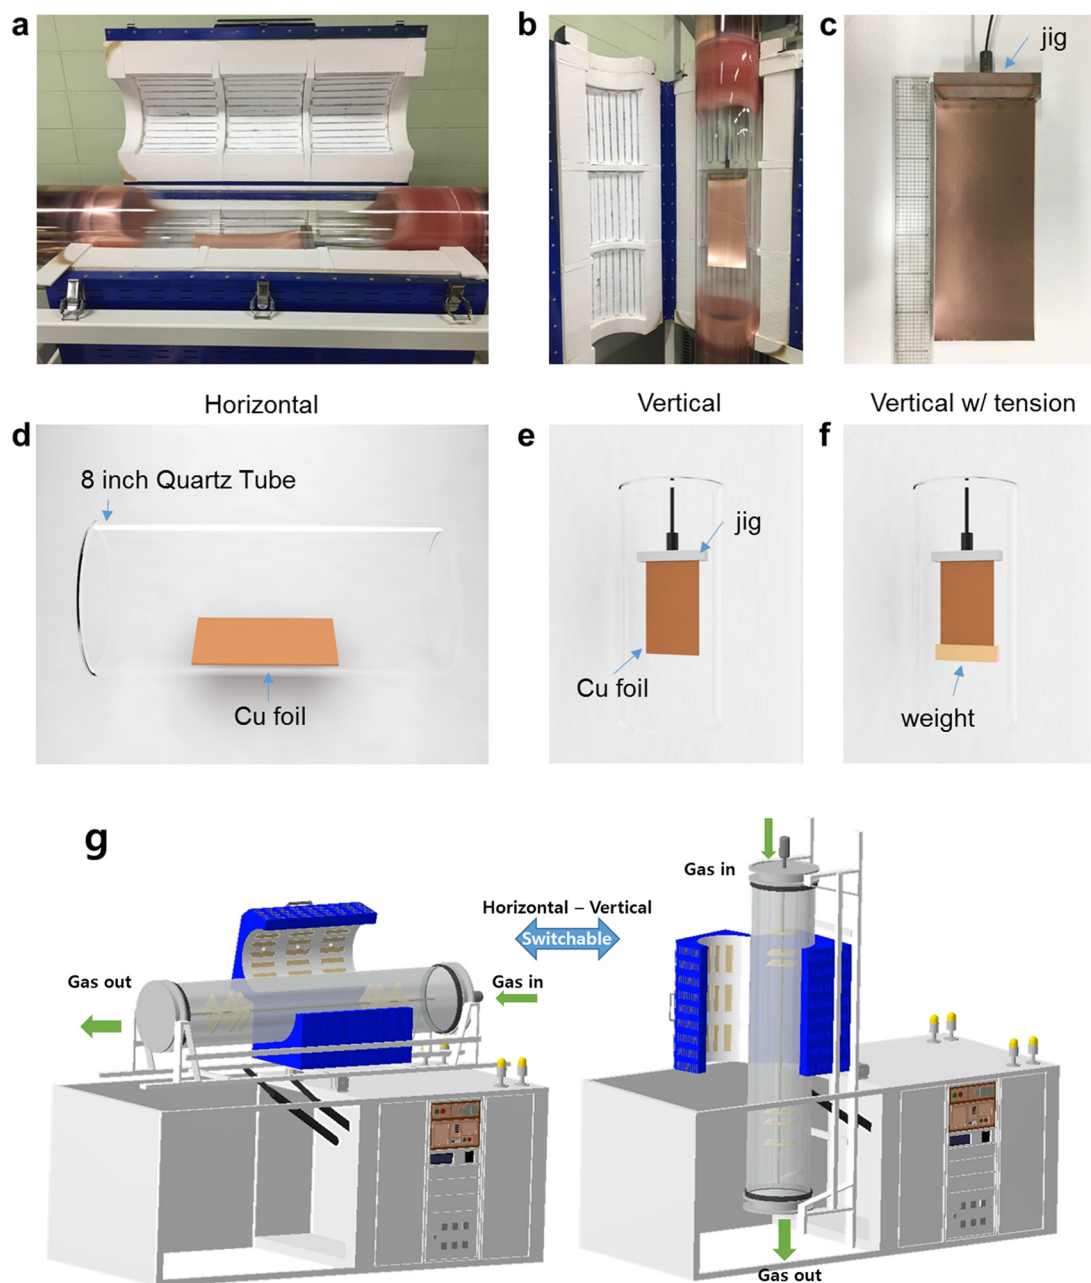 a
b
c
jig
Horizontal
Vertical
Vertical w/ tension
d
8 inch Quartz Tube
Cu foil
e
jig
Cu foil
f
weight
g
Gas out
Gas in
Horizontal – Vertical
Switchable
Gas in
Gas out